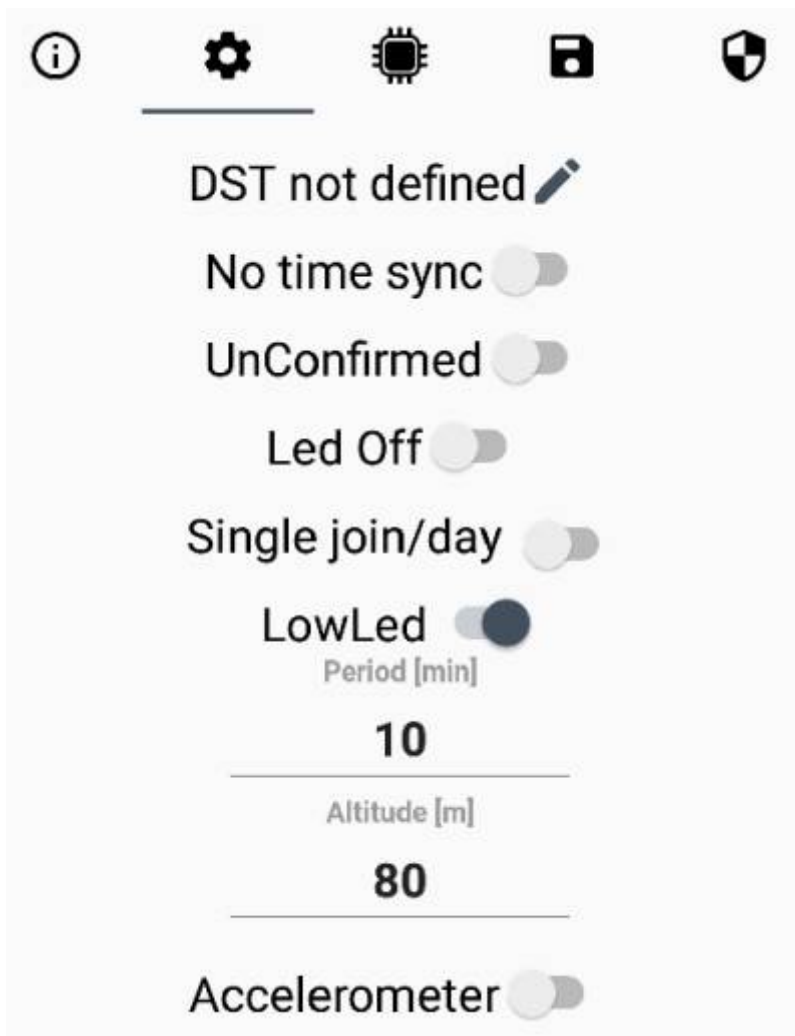 DST not defined
No time sync
UnConfirmed
Led Off
Single join/day
LowLed
Period [min]
10
Altitude [m]
80
Accelerometer